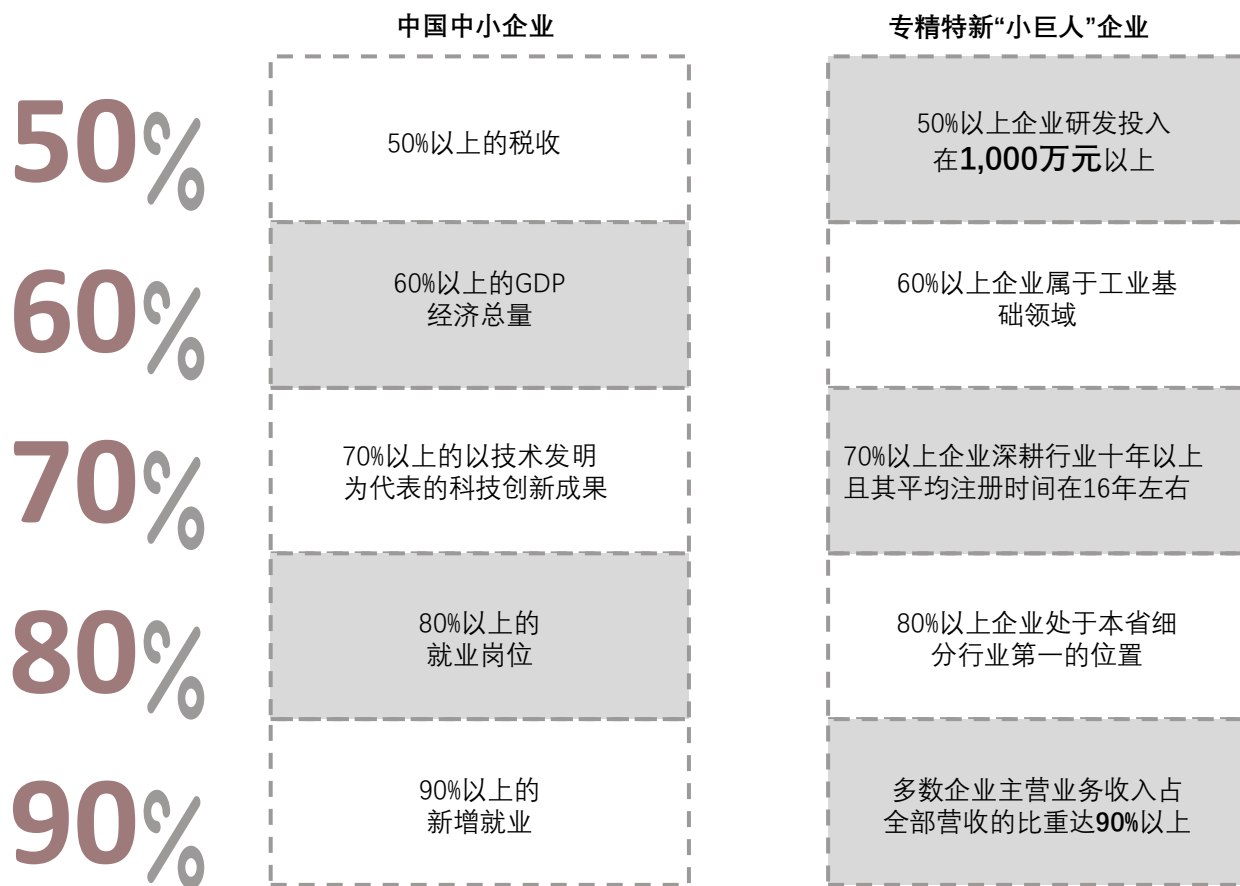 中国中小企业
专精特新“小巨人”企业
50%
50%以上的税收
50%以上企业研发投入
在1,000万元以上
60%
60%以上的GDP
经济总量
60%以上企业属于工业基
础领域
70%
70%以上的以技术发明
为代表的科技创新成果
70%以上企业深耕行业十年以上
且其平均注册时间在16年左右
80%
80%以上的
就业岗位
80%以上企业处于本省细
分行业第一的位置
90%
90%以上的
新增就业
多数企业主营业务收入占
全部营收的比重达90%以上